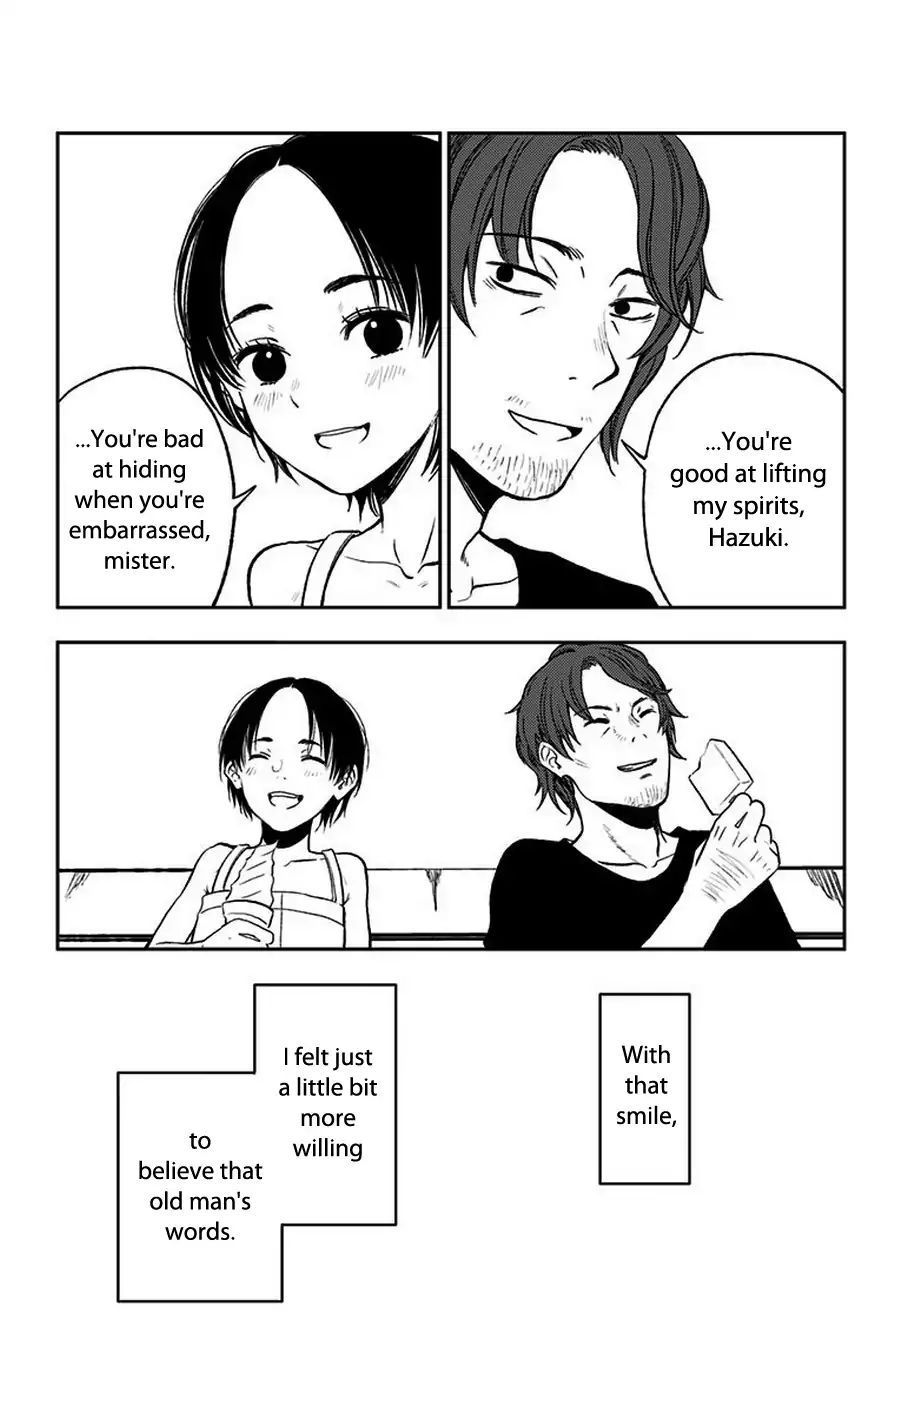 ...You're
good at lifting
my spirits,
Hazuki.
...You're bad
at hiding
when you're
embarrassed,
mister.
With
that
smile,
I felt just
a little bit
more
willing
to
believe that
old man's
words.